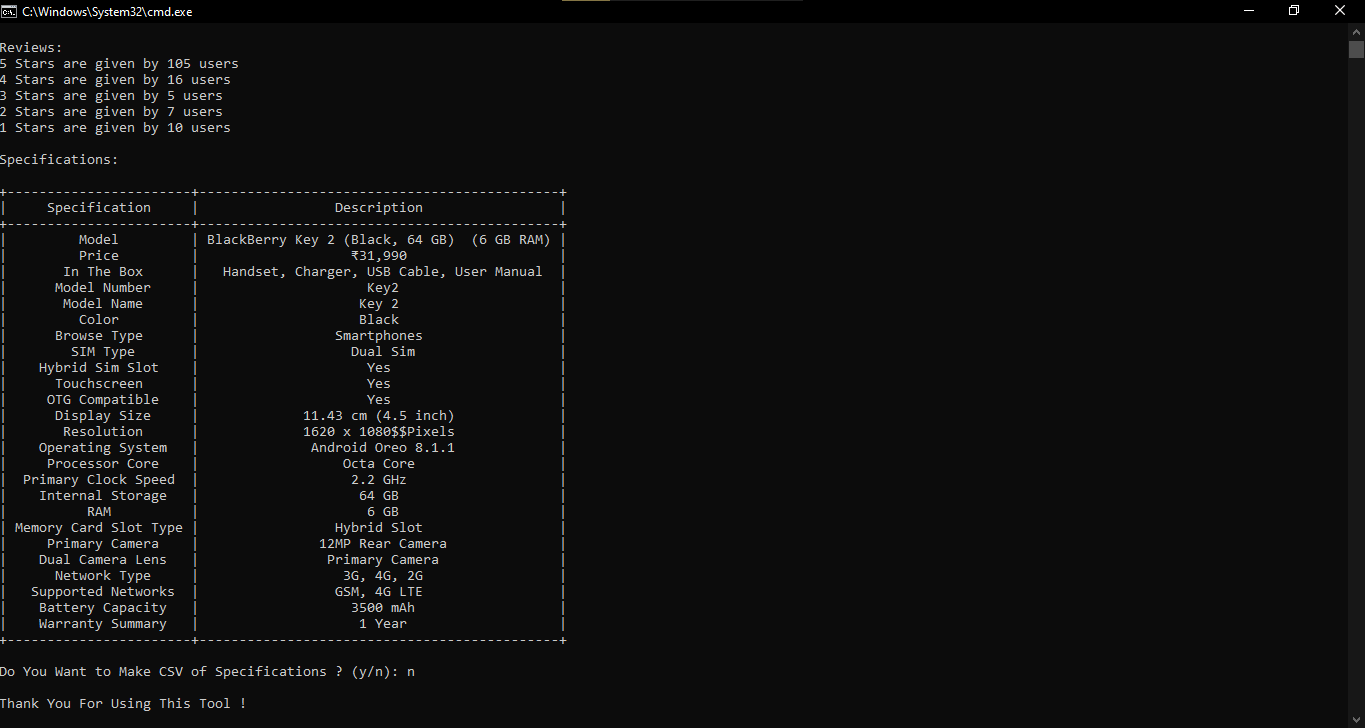 C:\Windows\System32\cmd.exe
Reviews:
5 Stars are given by 105 users
4 Stars are given by 16 users
3 Stars are given by 5 users
2 Stars are given by 7 users
1 Stars are given by 10 users
Specifications:
+-----------------------+---------------------------------------------+
| Specification | Description |
+-----------------------+---------------------------------------------+
| Model | BlackBerry Key 2 (Black, 64 GB)  (6 GB RAM) |
| Price | ₹31,990 |
| In The Box | Handset, Charger, USB Cable, User Manual |
| Model Number | Key2 |
| Model Name | Key 2 |
| Color | Black |
| Browse Type | Smartphones |
| SIM Type | Dual Sim |
| Hybrid Sim Slot | Yes |
| Touchscreen | Yes |
| OTG Compatible | Yes |
| Display Size | 11.43 cm (4.5 inch) |
| Resolution | 1620 x 1080$$Pixels |
| Operating System | Android Oreo 8.1.1 |
| Processor Core | Octa Core |
| Primary Clock Speed | 2.2 GHz |
| Internal Storage | 64 GB |
| RAM | 6 GB |
| Memory Card Slot Type | Hybrid Slot |
| Primary Camera | 12MP Rear Camera |
| Dual Camera Lens | Primary Camera |
| Network Type | 3G, 4G, 2G |
| Supported Networks | GSM, 4G LTE |
| Battery Capacity | 3500 mAh |
| Warranty Summary | 1 Year |
+-----------------------+---------------------------------------------+
Do You Want to Make CSV of Specifications ? (y/n): n
Thank You For Using This Tool !